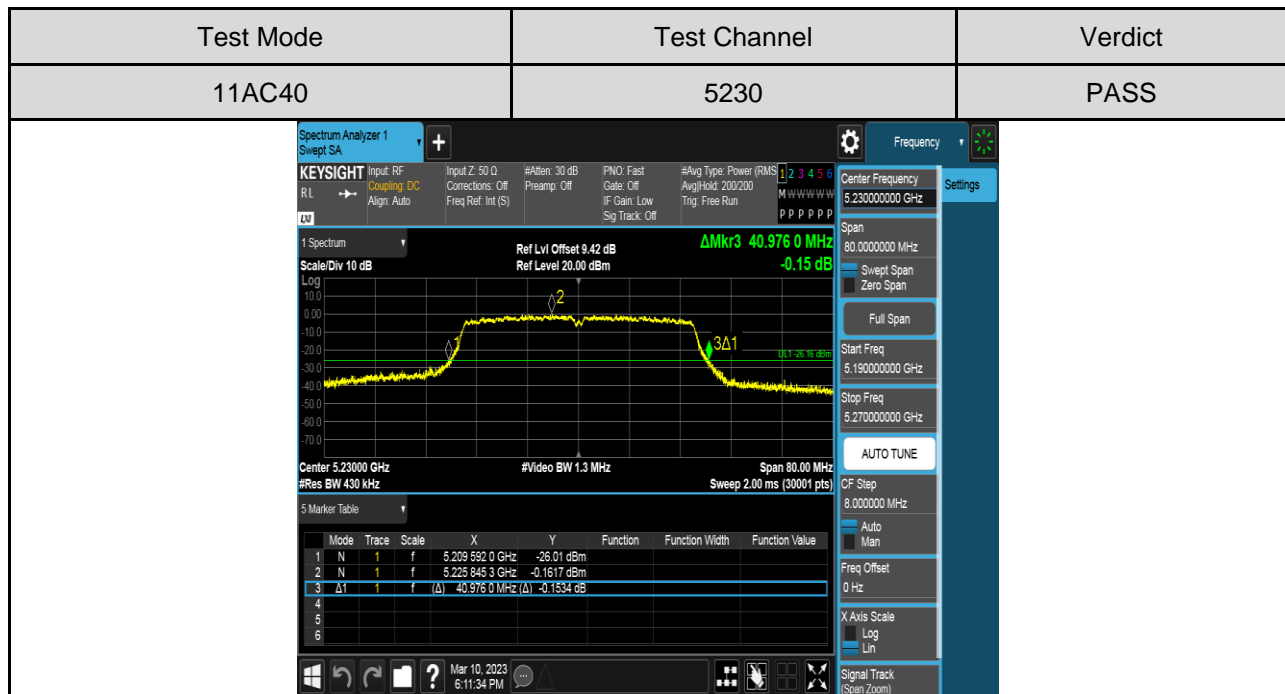 Test Mode Test Channel Verdict
11AC40 5230 PASS
Spectrum Analyzer 1
Swept SA
+
Frequency
KEYSIGHT Input: RF Input Z: 50 Ω #Atten: 30 dB PNO: Fast #Avg Type: Power (RMS 1 2 3 4 5 6
RL Coupling: DC Corrections: Off Preamp: Off Gate: Off Avg|Hold: 200/200 M W W W W W
Align: Auto Freq Ref: Int (S) IF Gain: Low Trig: Free Run
Sig Track: Off P P P P P P
LXI
Center Frequency
5.230000000 GHz
Settings
Span
80.0000000 MHz
Swept Span
Zero Span
Full Span
Start Freq
5.190000000 GHz
Stop Freq
5.270000000 GHz
AUTO TUNE
CF Step
8.000000 MHz
Auto
Man
Freq Offset
0 Hz
X Axis Scale
Log
Lin
Signal Track
(Span Zoom)
1 Spectrum
Scale/Div 10 dB
Ref Lvl Offset 9.42 dB
Ref Level 20.00 dBm
ΔMkr3 40.976 0 MHz
-0.15 dB
Log
10.0
0.00
-10.0
-20.0
-30.0
-40.0
-50.0
-60.0
-70.0
2
1
3Δ1
DL1 -26.16 dBm
Center 5.23000 GHz #Video BW 1.3 MHz Span 80.00 MHz
#Res BW 430 kHz Sweep 2.00 ms (30001 pts)
5 Marker Table
Mode Trace Scale X Y Function Function Width Function Value
1 N 1 f 5.209 592 0 GHz -26.01 dBm
2 N 1 f 5.225 845 3 GHz -0.1617 dBm
3 Δ1 1 f (Δ) 40.976 0 MHz (Δ) -0.1534 dB
4
5
6
?
Mar 10, 2023
6:11:34 PM